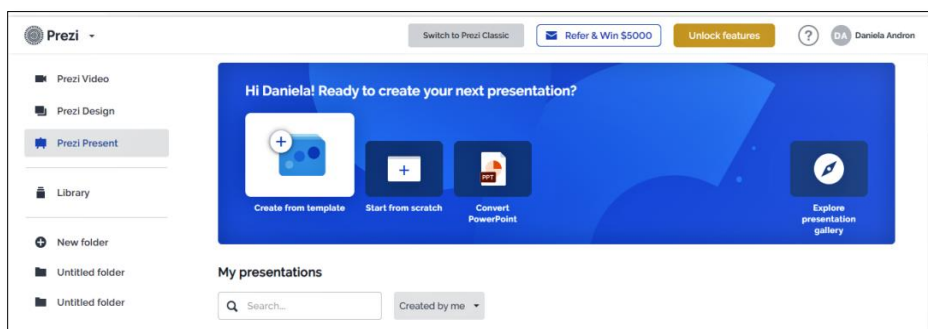 Prezi
Switch to Prezi Classic
Refer & Win $5000
Unlock features
?
DA
Daniela Andron
Prezi Video
Prezi Design
Prezi Present
Library
New folder
Untitled folder
Untitled folder
Hi Daniela! Ready to create your next presentation?
Create from template
Start from scratch
PPT
Convert
PowerPoint
Explore
presentation
gallery
My presentations
Search...
Created by me